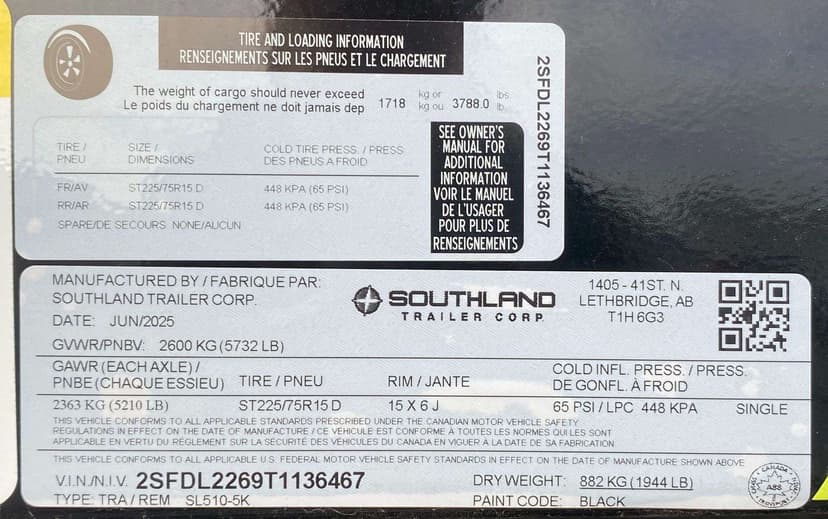 TIRE AND LOADING INFORMATION
RENSEIGNEMENTS SUR LES PNEUS ET LE CHARGEMENT
The weight of cargo should never exceed
Le poids du chargement ne doit jamais dep
1718 kg or 3788.0 lbs.
kg ou lb.
2SFDL2269T1136467
TIRE / SIZE / COLD TIRE PRESS. / PRESS.
PNEU DIMENSIONS DES PNEUS A FROID
FR/AV ST225/75R15 D 448 KPA (65 PSI)
RR/AR ST225/75R15 D 448 KPA (65 PSI)
SPARE/DE SECOURS NONE/AUCUN
SEE OWNER'S
MANUAL FOR
ADDITIONAL
INFORMATION
VOIR LE MANUEL
DE L'USAGER
POUR PLUS DE
RENSEIGNEMENTS
MANUFACTURED BY / FABRIQUE PAR:
SOUTHLAND TRAILER CORP.
DATE: JUN/2025
GVWR/PNBV: 2600 KG (5732 LB)
SOUTHLAND
TRAILER CORP.
1405 - 41ST. N.
LETHBRIDGE, AB
T1H 6G3
GAWR (EACH AXLE) / COLD INFL. PRESS. / PRESS.
PNBE (CHAQUE ESSIEU) TIRE / PNEU RIM / JANTE DE GONFL. À FROID
2363 KG (5210 LB) ST225/75R15 D 15 X 6 J 65 PSI / LPC 448 KPA SINGLE
THIS VEHICLE CONFORMS TO ALL APPLICABLE STANDARDS PRESCRIBED UNDER THE CANADIAN MOTOR VEHICLE SAFETY
REGULATIONS IN EFFECT ON THE DATE OF MANUFACTURE / CE VÉHICULE EST CONFORME À TOUTES LES NORMES QUI LES SONT
APPLICABLE EN VERTU DU RÉGLEMENT SUR LA SÉCURITÉ DES VÉHICULES DU CANADA EN VIGUER À LA DATE DE SA FABRICATION
THIS VEHICLE CONFORMS TO ALL APPLICABLE U.S. FEDERAL MOTOR VEHICLE SAFETY STANDARDS IN EFFECT ON DATE OF MANUFACTURER SHOWN ABOVE
V.I.N./N.I.V. 2SFDL2269T1136467 DRY WEIGHT: 882 KG (1944 LB)
TYPE: TRA / REM SL510-5K PAINT CODE: BLACK
CANADA
A88